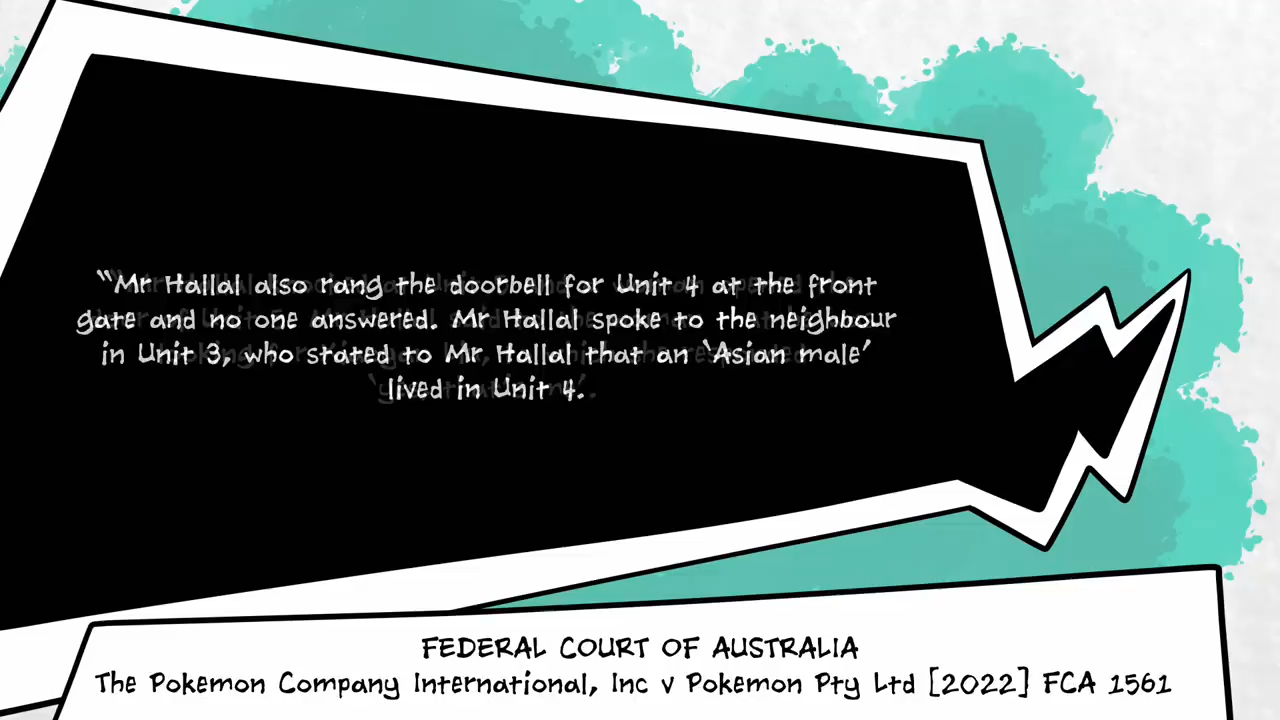 “Mr Hallal also rang the doorbell for Unit 4 at the front
gate and no one answered. Mr Hallal spoke to the neighbour
in Unit 3, who stated to Mr Hallal that an ‘Asian male’
lived in Unit 4.
FEDERAL COURT OF AUSTRALIA
The Pokemon Company International, Inc v Pokemon Pty Ltd [2022] FCA 1561